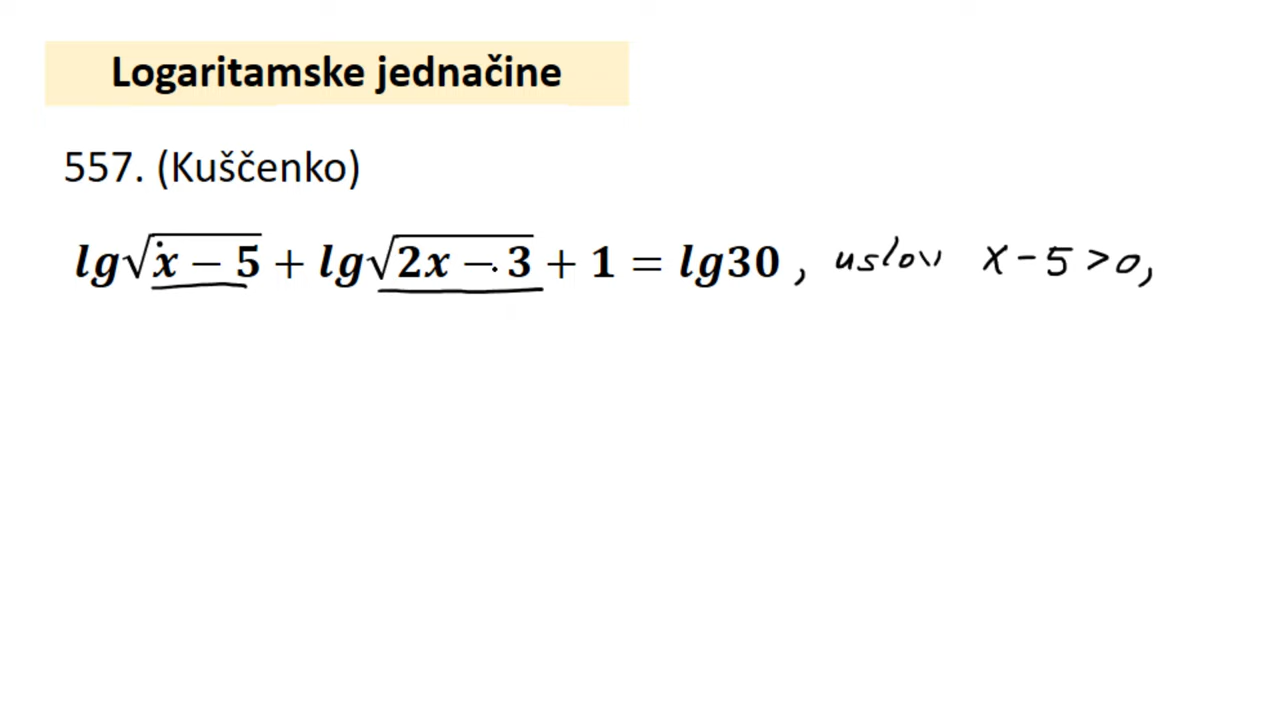 Logaritamske jednačine
557. (Kuščenko)
lg√x − 5 + lg√2x − 3 + 1 = lg30 , uslov x - 5 > 0,